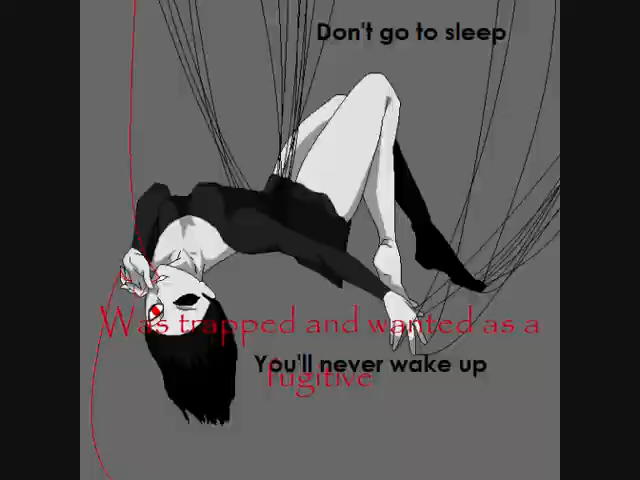 Don't go to sleep
Was trapped and wanted as a
You'll never wake up
fugitive